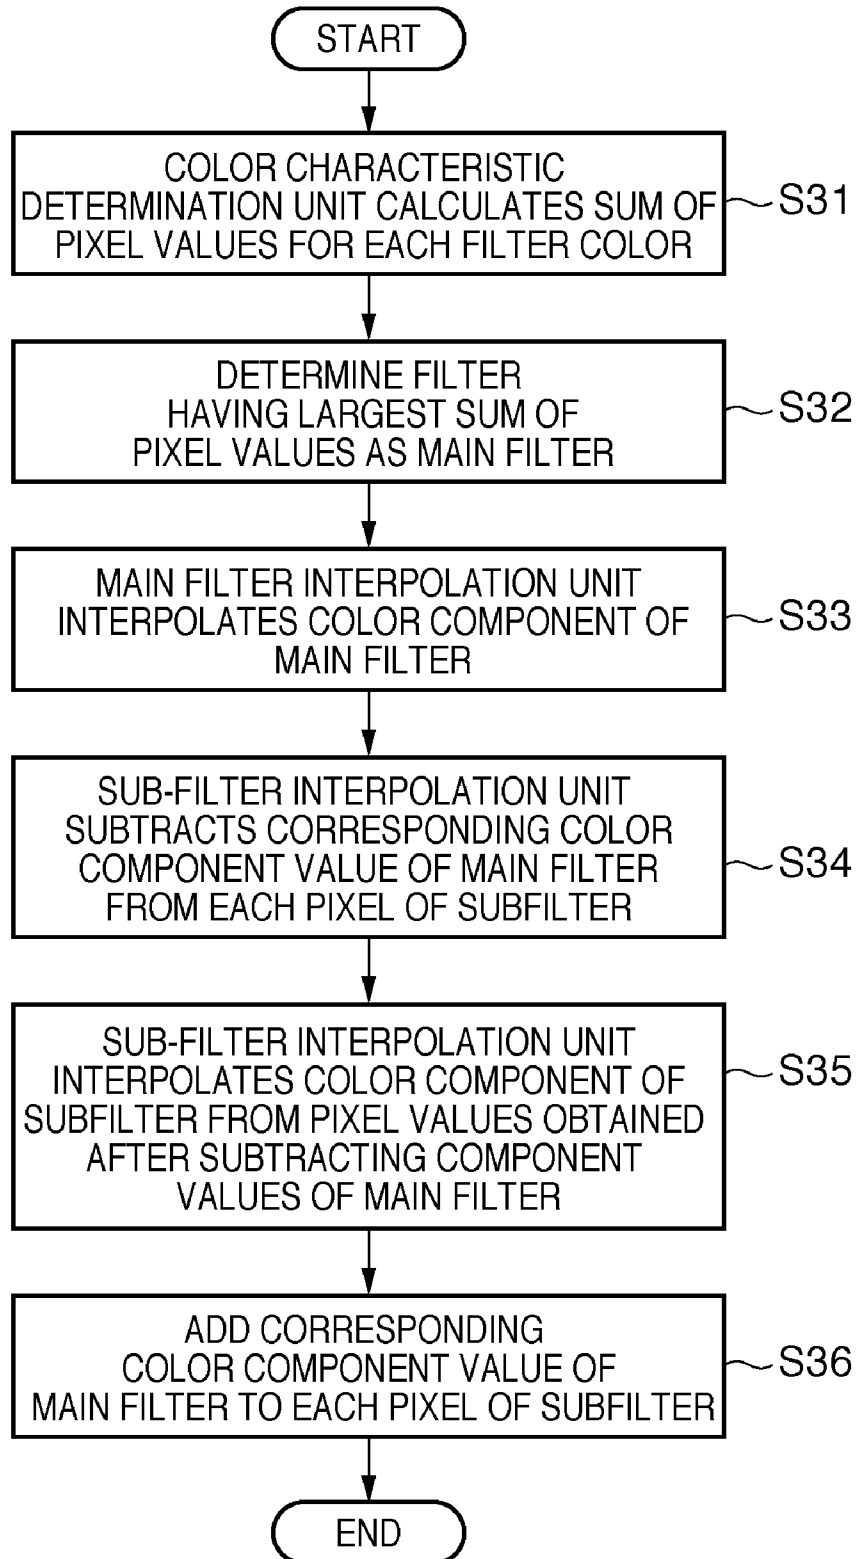 START
COLOR CHARACTERISTIC
DETERMINATION UNIT CALCULATES SUM OF
PIXEL VALUES FOR EACH FILTER COLOR
S31
DETERMINE FILTER
HAVING LARGEST SUM OF
PIXEL VALUES AS MAIN FILTER
S32
MAIN FILTER INTERPOLATION UNIT
INTERPOLATES COLOR COMPONENT OF
MAIN FILTER
S33
SUB-FILTER INTERPOLATION UNIT
SUBTRACTS CORRESPONDING COLOR
COMPONENT VALUE OF MAIN FILTER
FROM EACH PIXEL OF SUBFILTER
S34
SUB-FILTER INTERPOLATION UNIT
INTERPOLATES COLOR COMPONENT OF
SUBFILTER FROM PIXEL VALUES OBTAINED
AFTER SUBTRACTING COMPONENT
VALUES OF MAIN FILTER
S35
ADD CORRESPONDING
COLOR COMPONENT VALUE OF
MAIN FILTER TO EACH PIXEL OF SUBFILTER
S36
END